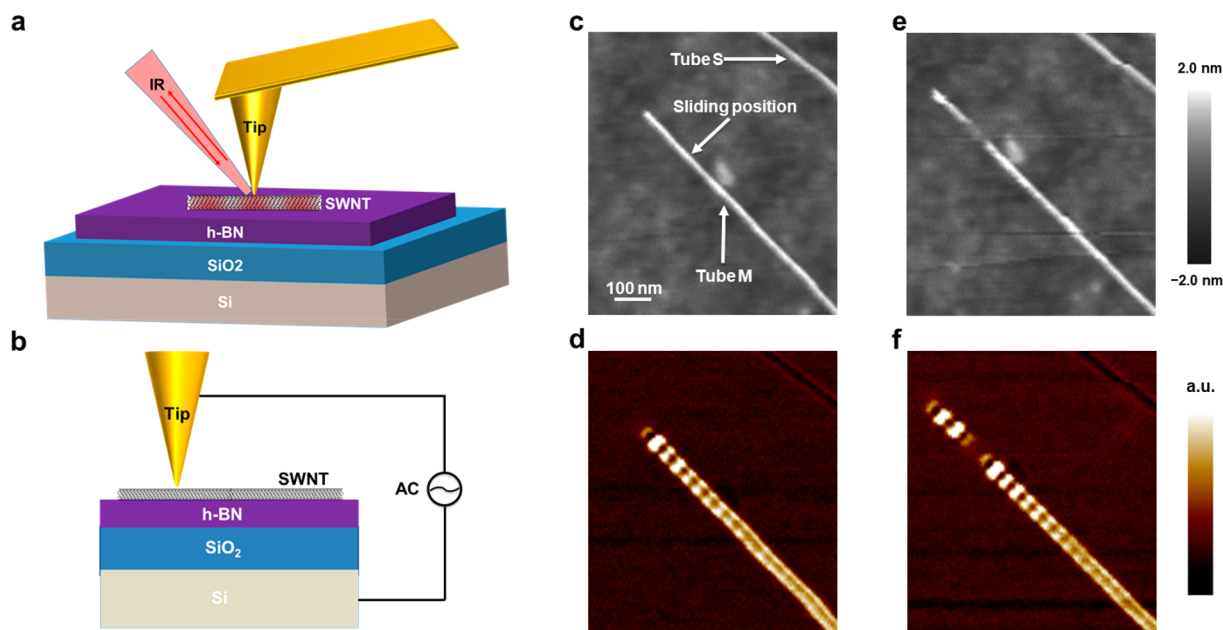 a
IR
Tip
SWNT
h-BN
SiO2
Si
b
Tip
SWNT
AC
h-BN
SiO₂
Si
c
Tube S
Sliding position
Tube M
100 nm
d
e
2.0 nm
−2.0 nm
f
a.u.